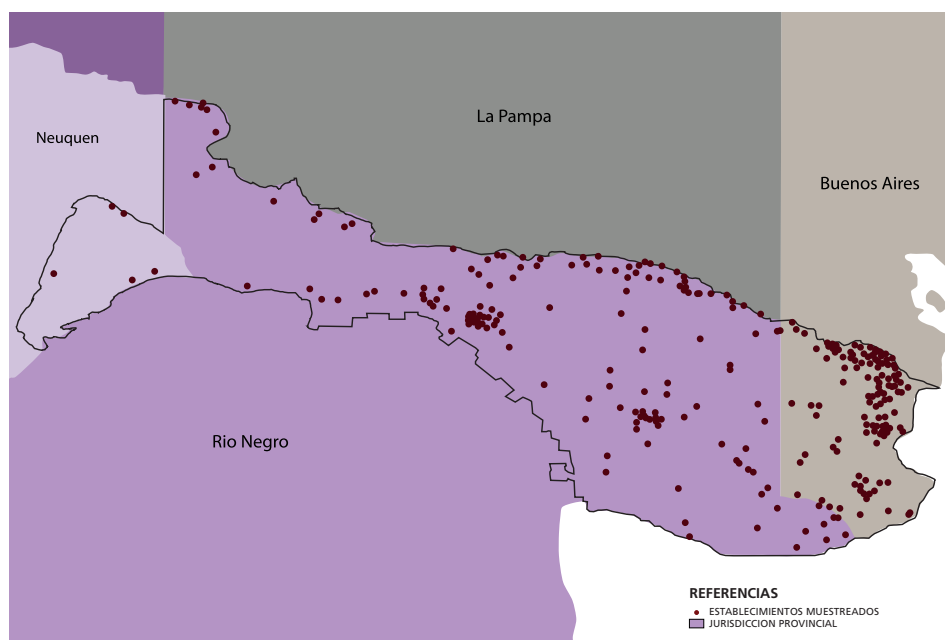 La Pampa
Neuquen
Buenos Aires
Rio Negro
REFERENCIAS
ESTABLECIMIENTOS MUESTREADOS
JURISDICCION PROVINCIAL